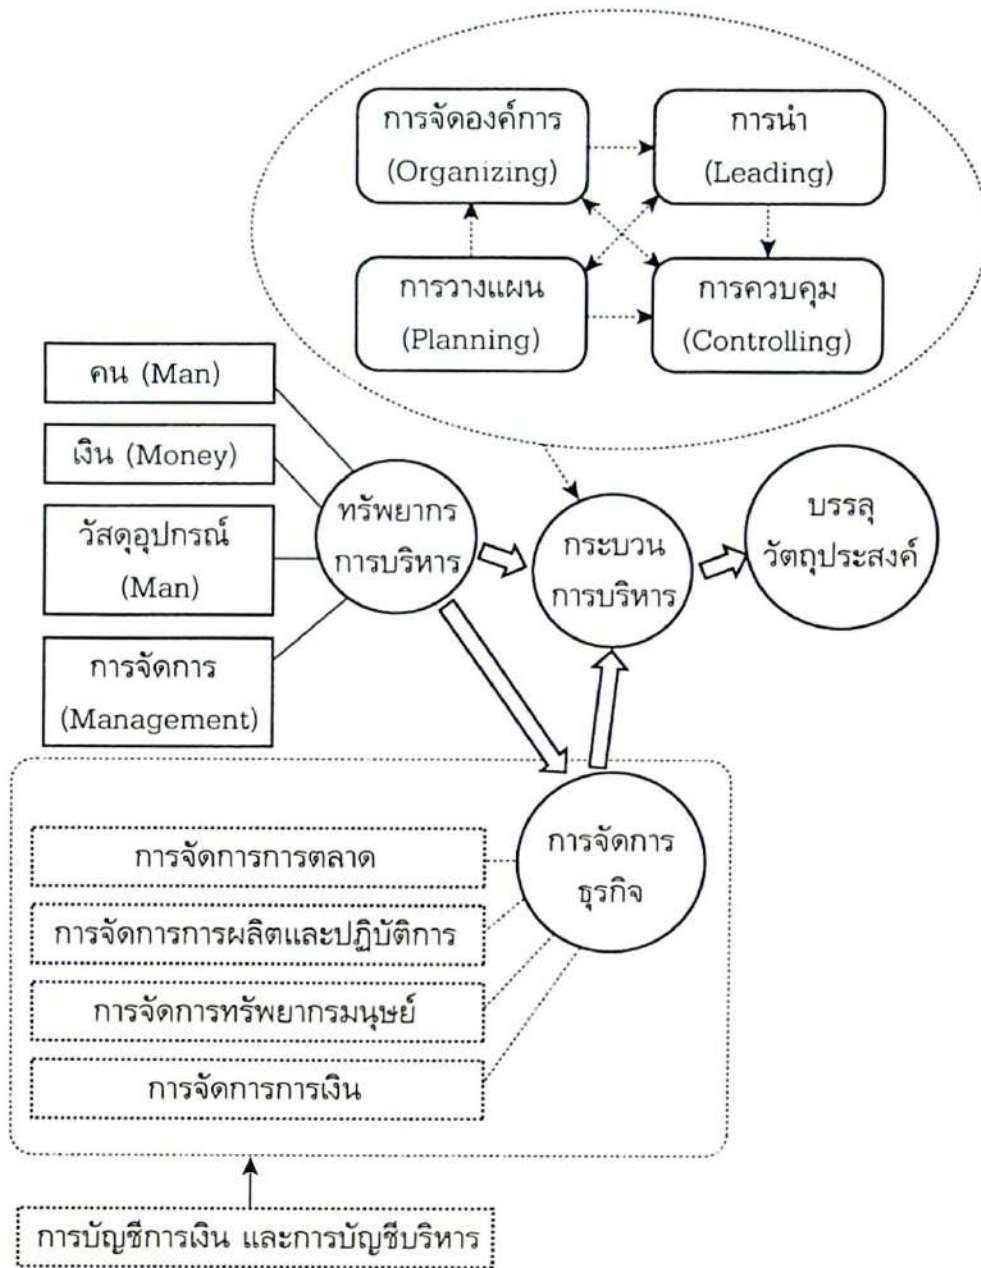 การจัดองค์การ
(Organizing)
การนำ
(Leading)
การวางแผน
(Planning)
การควบคุม
(Controlling)
คน (Man)
เงิน (Money)
วัสดุอุปกรณ์
(Man)
การจัดการ
(Management)
ทรัพยากร
การบริหาร
กระบวน
การบริหาร
บรรลุ
วัตถุประสงค์
การจัดการ
ธุรกิจ
การจัดการการตลาด
การจัดการการผลิตและปฏิบัติการ
การจัดการทรัพยากรมนุษย์
การจัดการการเงิน
การบัญชีการเงิน และการบัญชีบริหาร